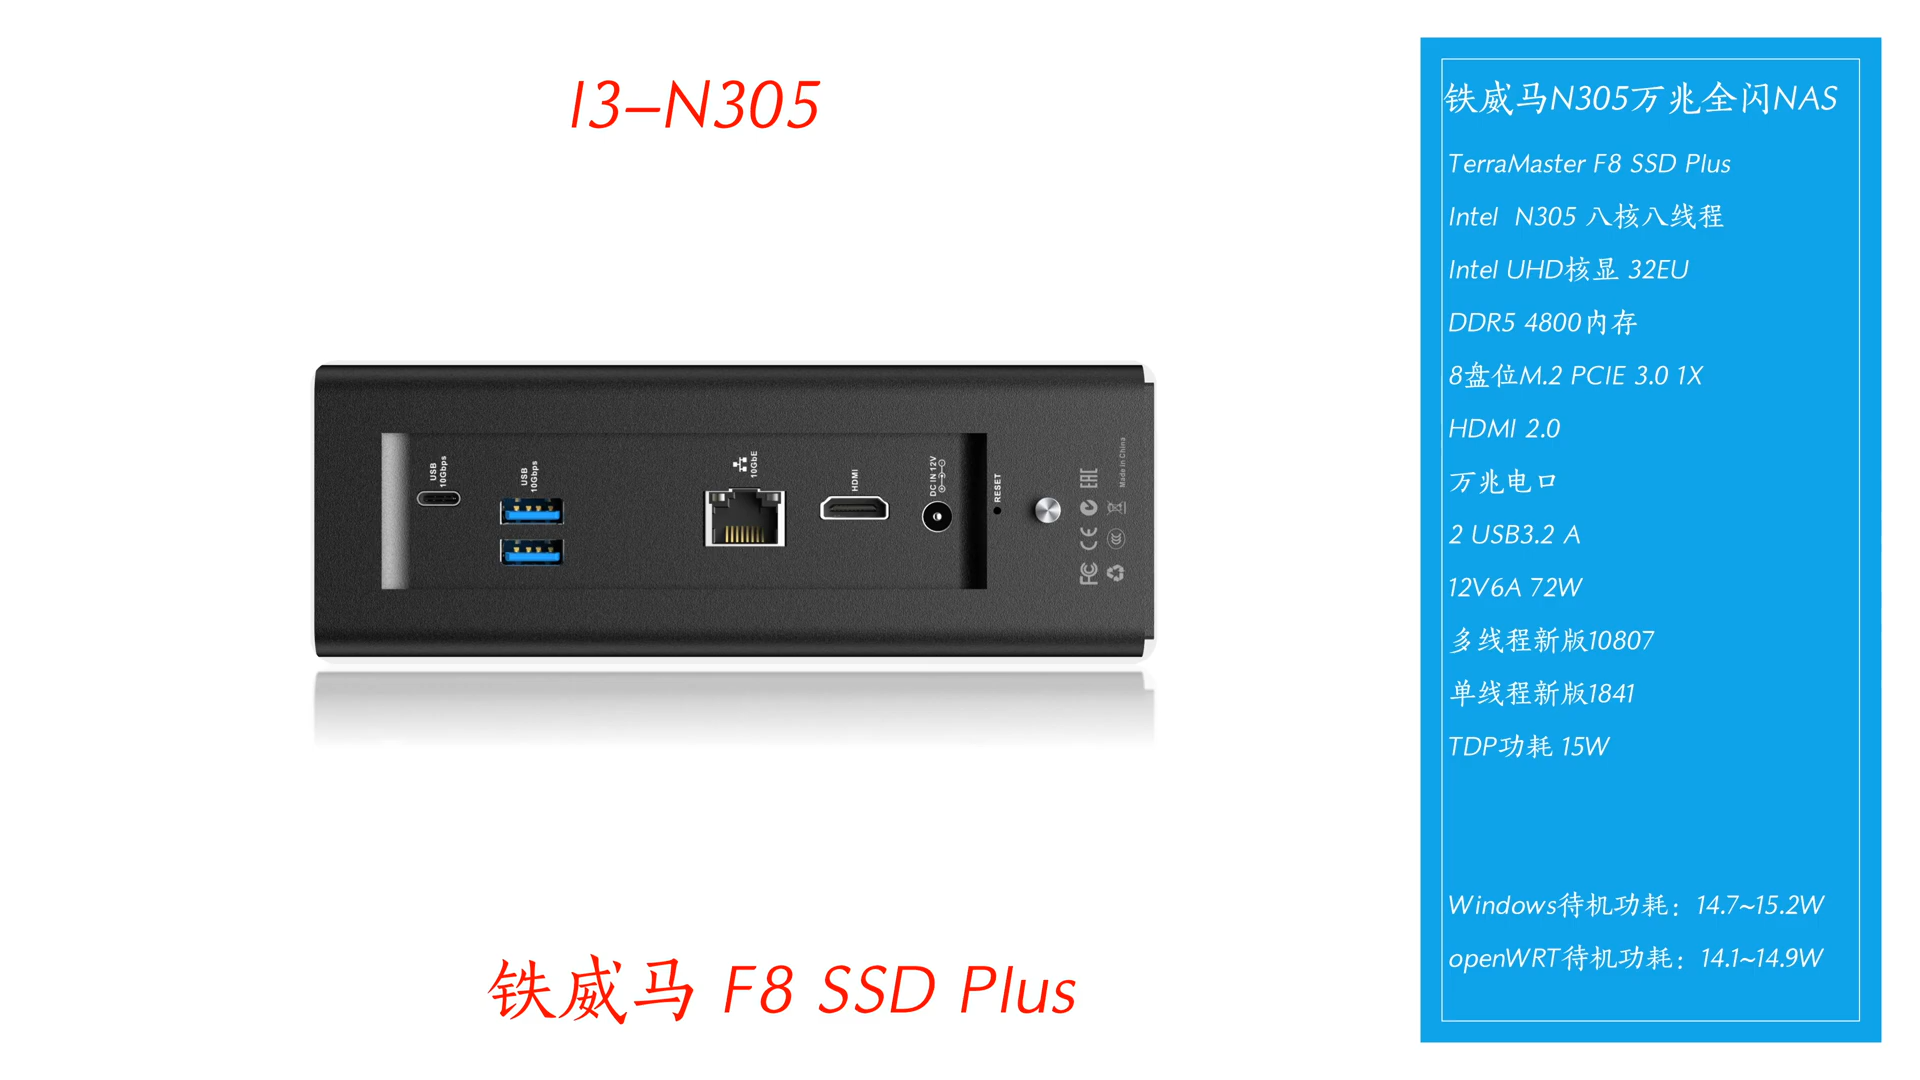 I3-N305
USB
10Gbps
USB
10Gbps
10GbE
HDMI
DC IN 12V
RESET
Made in China
EAC
CE
FC
铁威马 F8 SSD Plus
铁威马N305万兆全闪NAS
TerraMaster F8 SSD Plus
Intel N305 八核八线程
Intel UHD核显 32EU
DDR5 4800内存
8盘位M.2 PCIE 3.0 1X
HDMI 2.0
万兆电口
2 USB3.2 A
12V6A 72W
多线程新版10807
单线程新版1841
TDP功耗 15W
Windows待机功耗：14.7~15.2W
openWRT待机功耗：14.1~14.9W